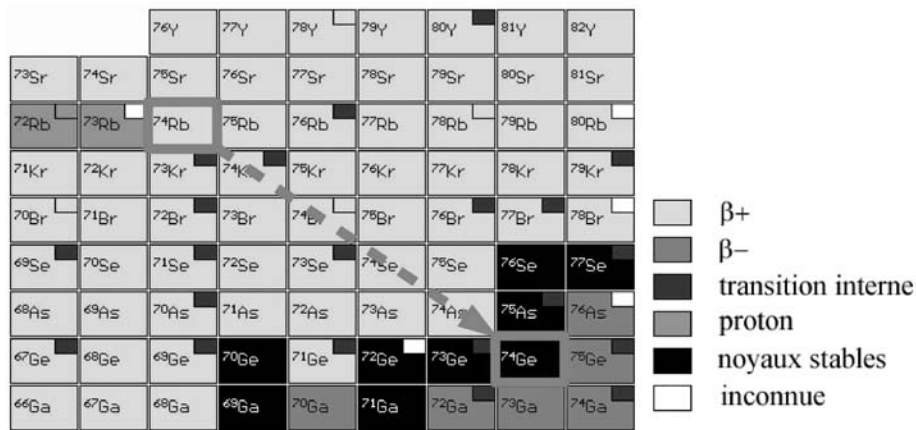 76Y 77Y 78Y 79Y 80Y 81Y 82Y
73Sr 74Sr 75Sr 76Sr 77Sr 78Sr 79Sr 80Sr 81Sr
72Rb 73Rb 74Rb 75Rb 76Rb 77Rb 78Rb 79Rb 80Rb
71Kr 72Kr 73Kr 74Kr 75Kr 76Kr 77Kr 78Kr 79Kr
70Br 71Br 72Br 73Br 74Br 75Br 76Br 77Br 78Br
69Se 70Se 71Se 72Se 73Se 74Se 75Se 76Se 77Se
68As 69As 70As 71As 72As 73As 74As 75As 76As
67Ge 68Ge 69Ge 70Ge 71Ge 72Ge 73Ge 74Ge 75Ge
66Ga 67Ga 68Ga 69Ga 70Ga 71Ga 72Ga 73Ga 74Ga
β+
β−
transition interne
proton
noyaux stables
inconnue